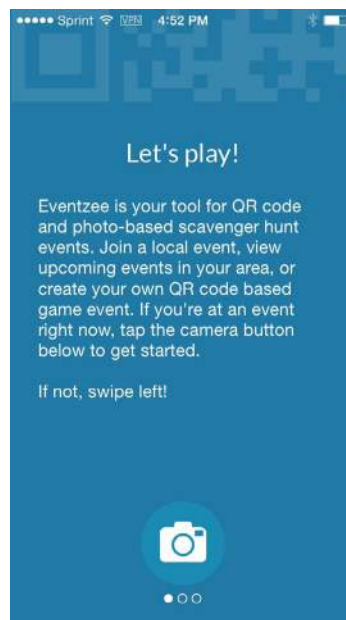 Sprint VPN 4:52 PM
Let's play!
Eventzee is your tool for QR code
and photo-based scavenger hunt
events. Join a local event, view
upcoming events in your area, or
create your own QR code based
game event. If you're at an event
right now, tap the camera button
below to get started.
If not, swipe left!